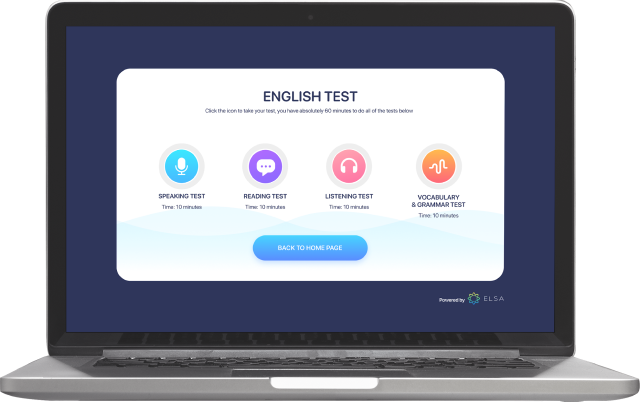 ENGLISH TEST
Click the icon to take your test, you have absolutely 60 minutes to do all of the tests below
SPEAKING TEST
Time: 10 minutes
READING TEST
Time: 10 minutes
LISTENING TEST
Time: 10 minutes
VOCABULARY
& GRAMMAR TEST
Time: 10 minutes
BACK TO HOME PAGE
Powered by ELSA